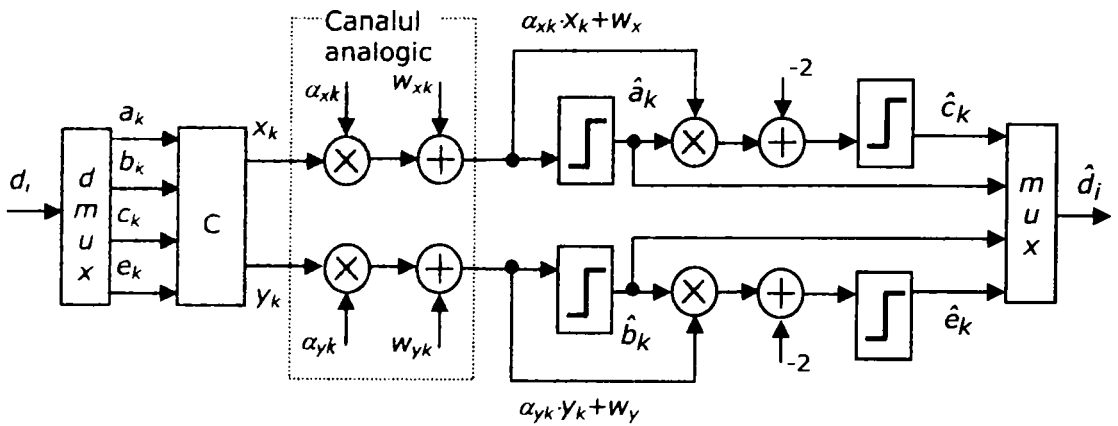 Canalul
analogic
α_xk·x_k+w_x
-2
α_xk
w_xk
â_k
ĉ_k
a_k
x_k
b_k
d_i
d
m
u
x
c_k
e_k
C
y_k
m
u
x
d̂_i
α_yk
w_yk
b̂_k
-2
ê_k
α_yk·y_k+w_y